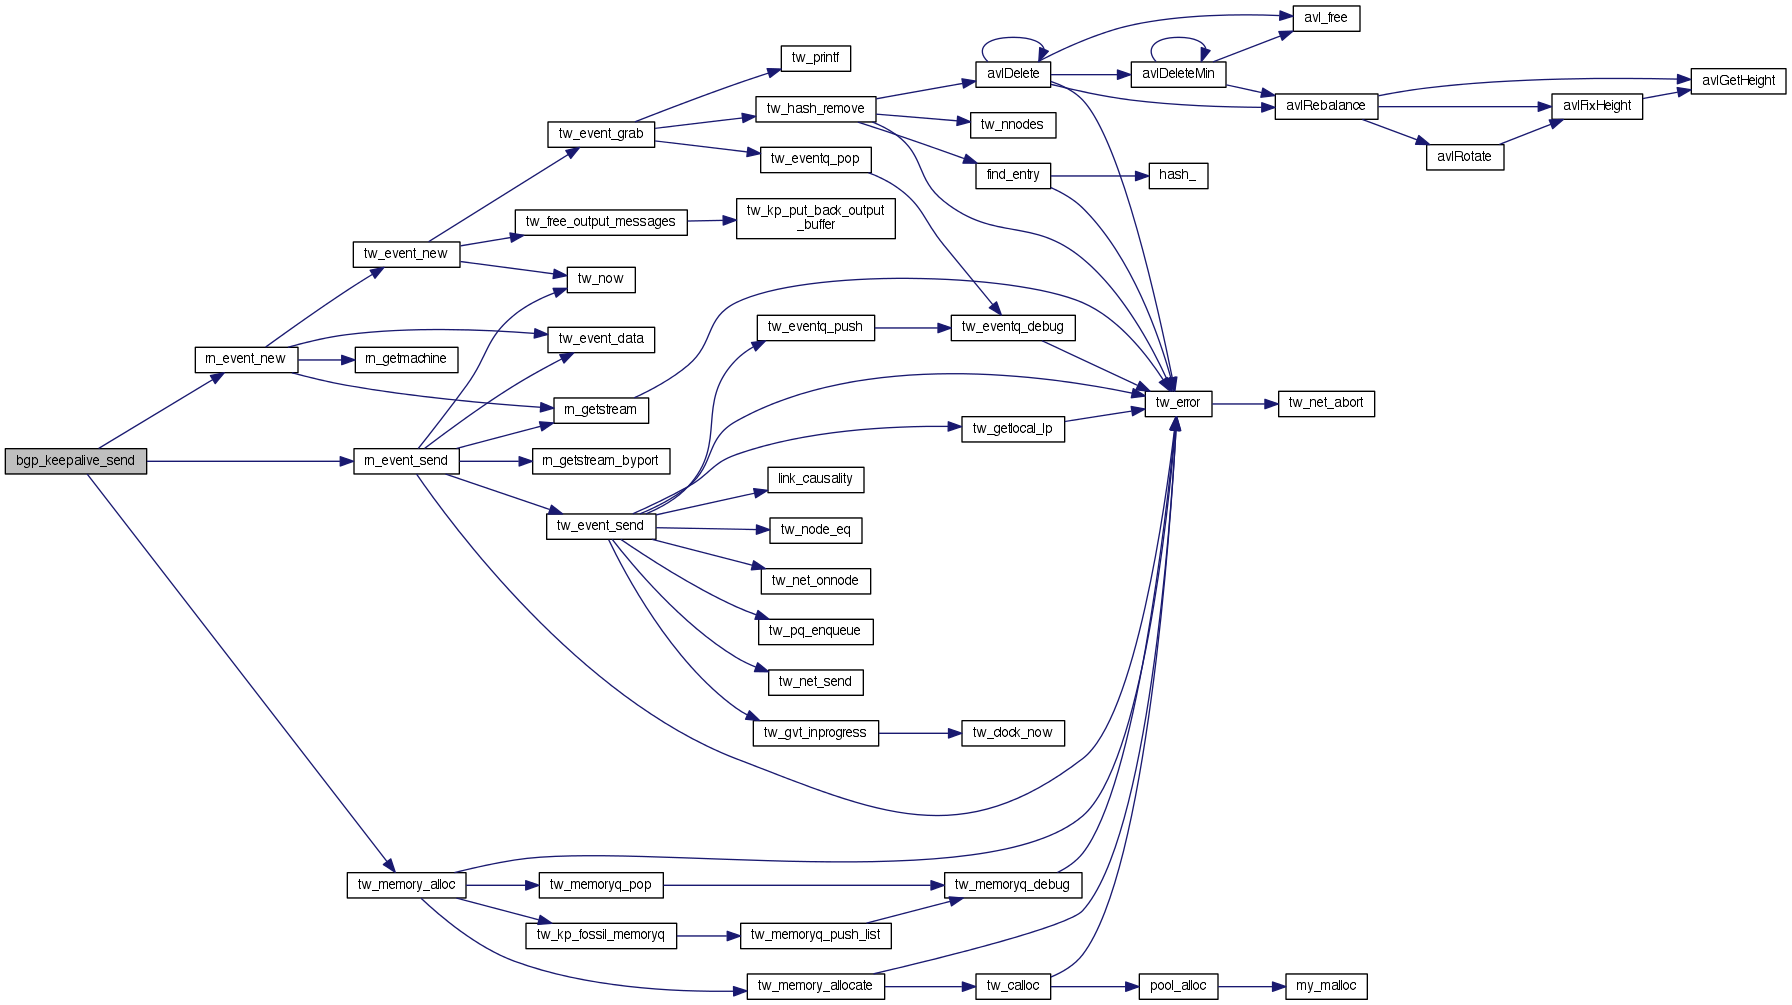 avl_free
tw_printf
avlDelete
avlDeleteMin
avlGetHeight
tw_hash_remove
avlRebalance
avlFixHeight
tw_event_grab
tw_nnodes
tw_eventq_pop
avlRotate
find_entry
hash_
tw_free_output_messages
tw_kp_put_back_output
_buffer
tw_event_new
tw_now
tw_eventq_push
tw_eventq_debug
tw_event_data
rn_event_new
rn_getmachine
rn_getstream
tw_error
tw_net_abort
tw_getlocal_lp
bgp_keepalive_send
rn_event_send
rn_getstream_byport
link_causality
tw_event_send
tw_node_eq
tw_net_onnode
tw_pq_enqueue
tw_net_send
tw_gvt_inprogress
tw_clock_now
tw_memory_alloc
tw_memoryq_pop
tw_memoryq_debug
tw_kp_fossil_memoryq
tw_memoryq_push_list
tw_memory_allocate
tw_calloc
pool_alloc
my_malloc